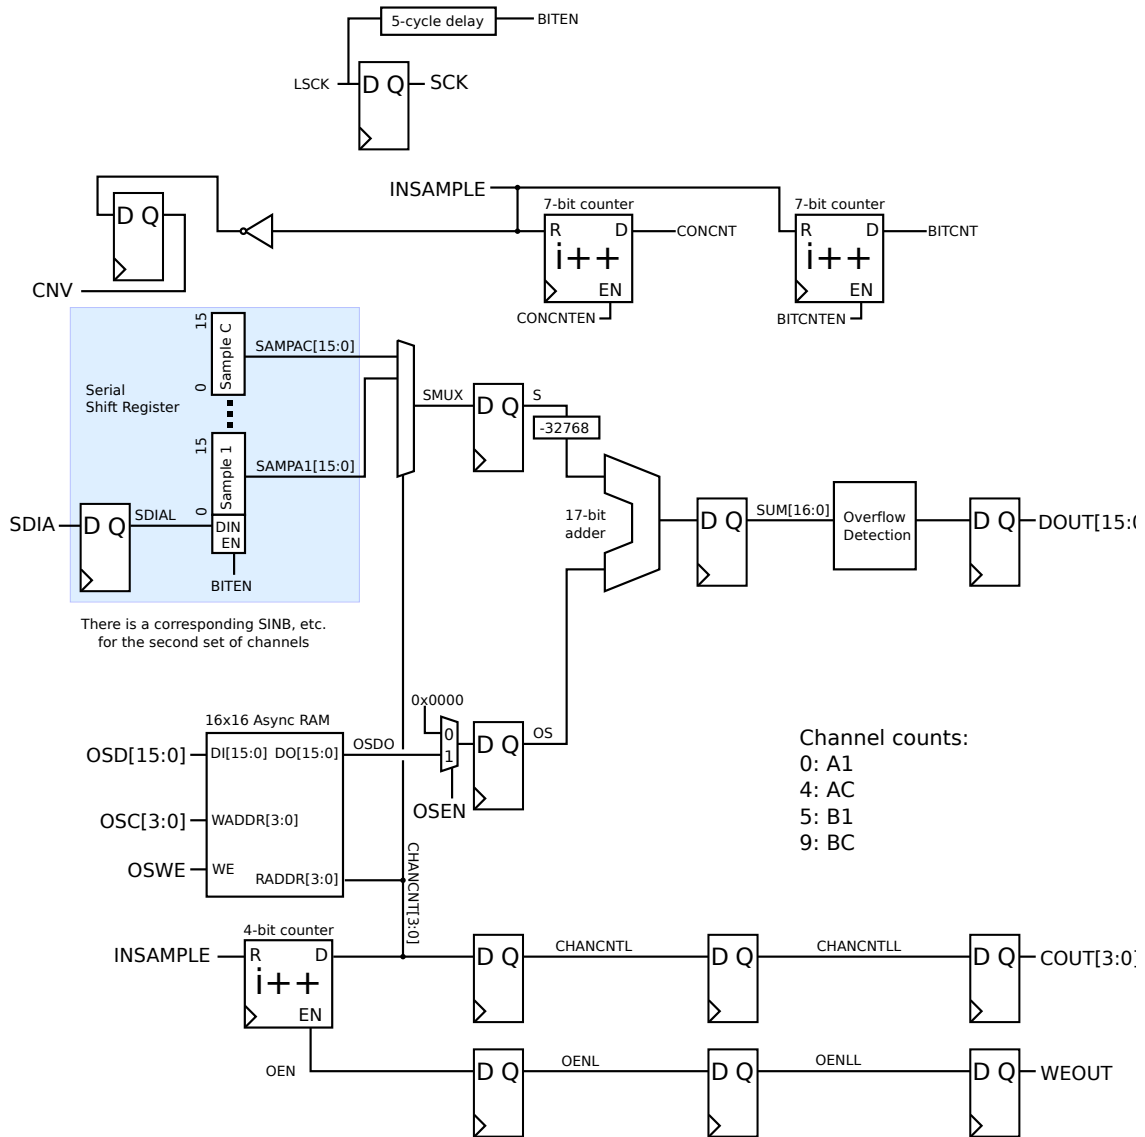 5-cycle delay
BITEN
LSCK
D Q
SCK
INSAMPLE
7-bit counter
7-bit counter
D Q
R D
CONCNT
R D
BITCNT
i++
i++
CNV
EN
EN
CONCNTEN
BITCNTEN
15
Sample C
0
SAMPAC[15:0]
Serial
Shift Register
SMUX
D Q
S
-32768
15
Sample 1
0
SAMPA1[15:0]
SDIA
D Q
SDIAL
DIN
EN
BITEN
17-bit
adder
D Q
SUM[16:0]
Overflow
Detection
D Q
DOUT[15:0
There is a corresponding SINB, etc.
for the second set of channels
0x0000
16x16 Async RAM
OSD[15:0]
DI[15:0] DO[15:0]
OSDO
0
1
D Q
OS
OSEN
OSC[3:0]
WADDR[3:0]
OSWE
WE
RADDR[3:0]
CHANCNT[3:0]
Channel counts:
0: A1
4: AC
5: B1
9: BC
4-bit counter
INSAMPLE
R D
i++
EN
D Q
CHANCNTL
D Q
CHANCNTLL
D Q
COUT[3:0]
OEN
D Q
OENL
D Q
OENLL
D Q
WEOUT